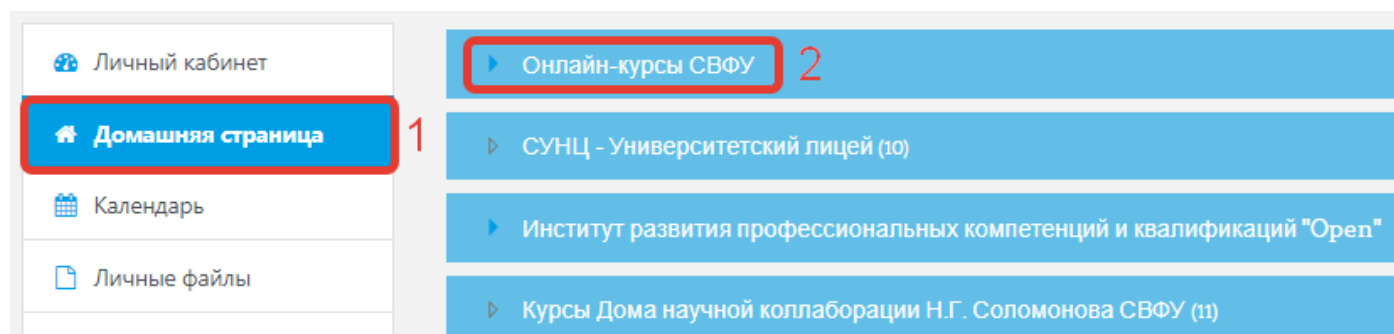 Личный кабинет
Домашняя страница
1
Календарь
Личные файлы
Онлайн-курсы СВФУ
2
СУНЦ - Университетский лицей (10)
Институт развития профессиональных компетенций и квалификаций "Open"
Курсы Дома научной коллаборации Н.Г. Соломонова СВФУ (11)